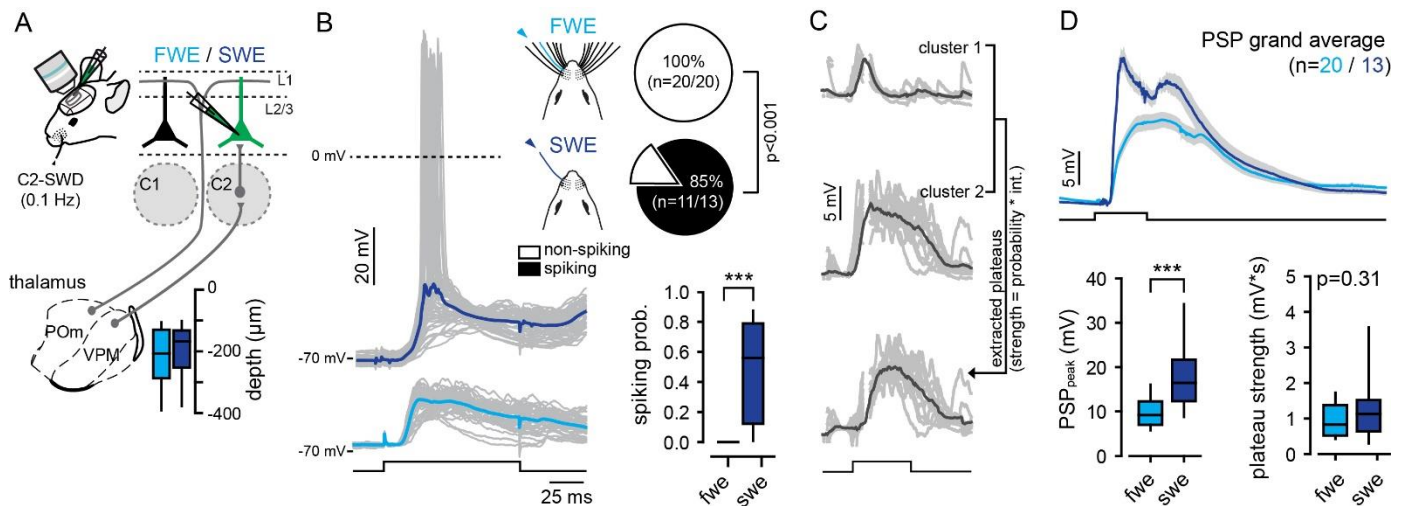 A
FWE / SWE
L1
L2/3
C2-SWD
(0.1 Hz)
C1
C2
thalamus
POm
VPM
0
-200
-400
depth (µm)
B
0 mV
20 mV
-70 mV
-70 mV
25 ms
FWE
SWE
100%
(n=20/20)
85%
(n=11/13)
p<0.001
non-spiking
spiking
***
1.0
0.8
0.6
0.4
0.2
0.0
spiking prob.
fwe
swe
C
cluster 1
cluster 2
5 mV
extracted plateaus
(strength = probability * int.)
D
PSP grand average
(n=20 / 13)
5 mV
***
40
30
20
10
0
PSPpeak (mV)
fwe
swe
p=0.31
5
4
3
2
1
0
plateau strength (mV*s)
fwe
swe